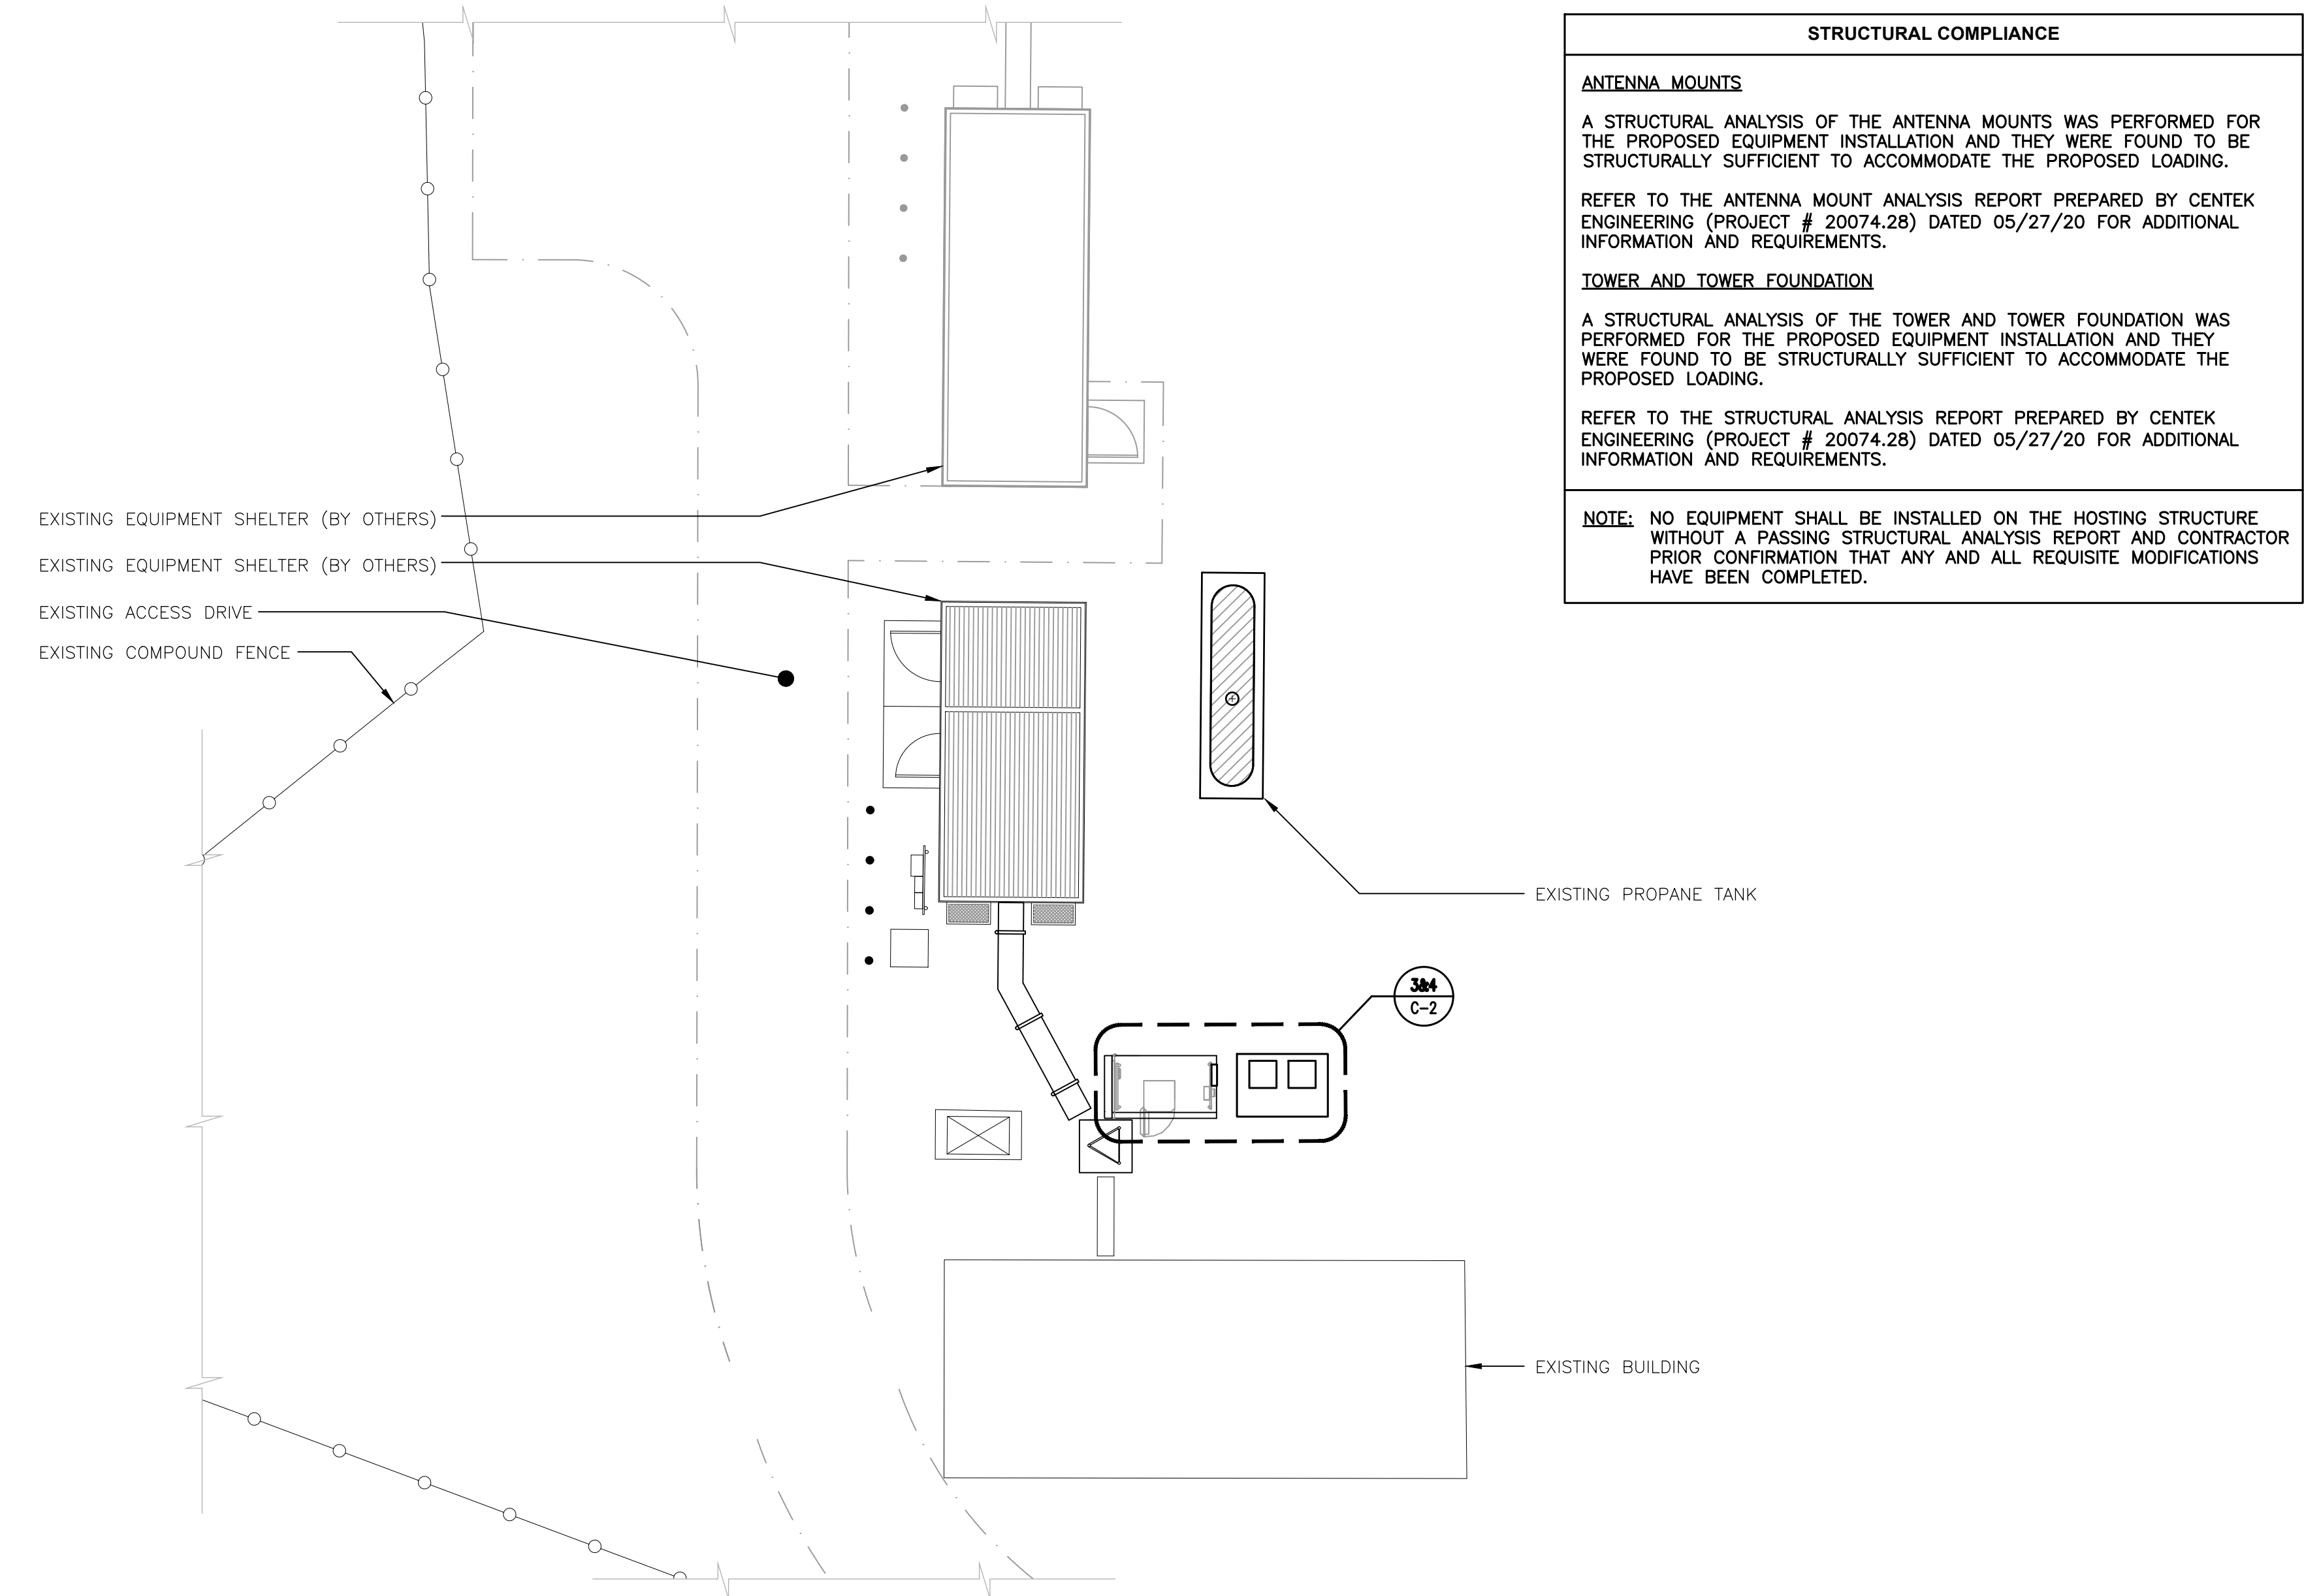 STRUCTURAL COMPLIANCE
ANTENNA MOUNTS
A STRUCTURAL ANALYSIS OF THE ANTENNA MOUNTS WAS PERFORMED FOR
THE PROPOSED EQUIPMENT INSTALLATION AND THEY WERE FOUND TO BE
STRUCTURALLY SUFFICIENT TO ACCOMMODATE THE PROPOSED LOADING.
REFER TO THE ANTENNA MOUNT ANALYSIS REPORT PREPARED BY CENTEK
ENGINEERING (PROJECT # 20074.28) DATED 05/27/20 FOR ADDITIONAL
INFORMATION AND REQUIREMENTS.
TOWER AND TOWER FOUNDATION
A STRUCTURAL ANALYSIS OF THE TOWER AND TOWER FOUNDATION WAS
PERFORMED FOR THE PROPOSED EQUIPMENT INSTALLATION AND THEY
WERE FOUND TO BE STRUCTURALLY SUFFICIENT TO ACCOMMODATE THE
PROPOSED LOADING.
REFER TO THE STRUCTURAL ANALYSIS REPORT PREPARED BY CENTEK
ENGINEERING (PROJECT # 20074.28) DATED 05/27/20 FOR ADDITIONAL
INFORMATION AND REQUIREMENTS.
NOTE: NO EQUIPMENT SHALL BE INSTALLED ON THE HOSTING STRUCTURE
WITHOUT A PASSING STRUCTURAL ANALYSIS REPORT AND CONTRACTOR
PRIOR CONFIRMATION THAT ANY AND ALL REQUISITE MODIFICATIONS
HAVE BEEN COMPLETED.
EXISTING EQUIPMENT SHELTER (BY OTHERS)
EXISTING EQUIPMENT SHELTER (BY OTHERS)
EXISTING ACCESS DRIVE
EXISTING COMPOUND FENCE
EXISTING PROPANE TANK
3&4
C-2
EXISTING BUILDING